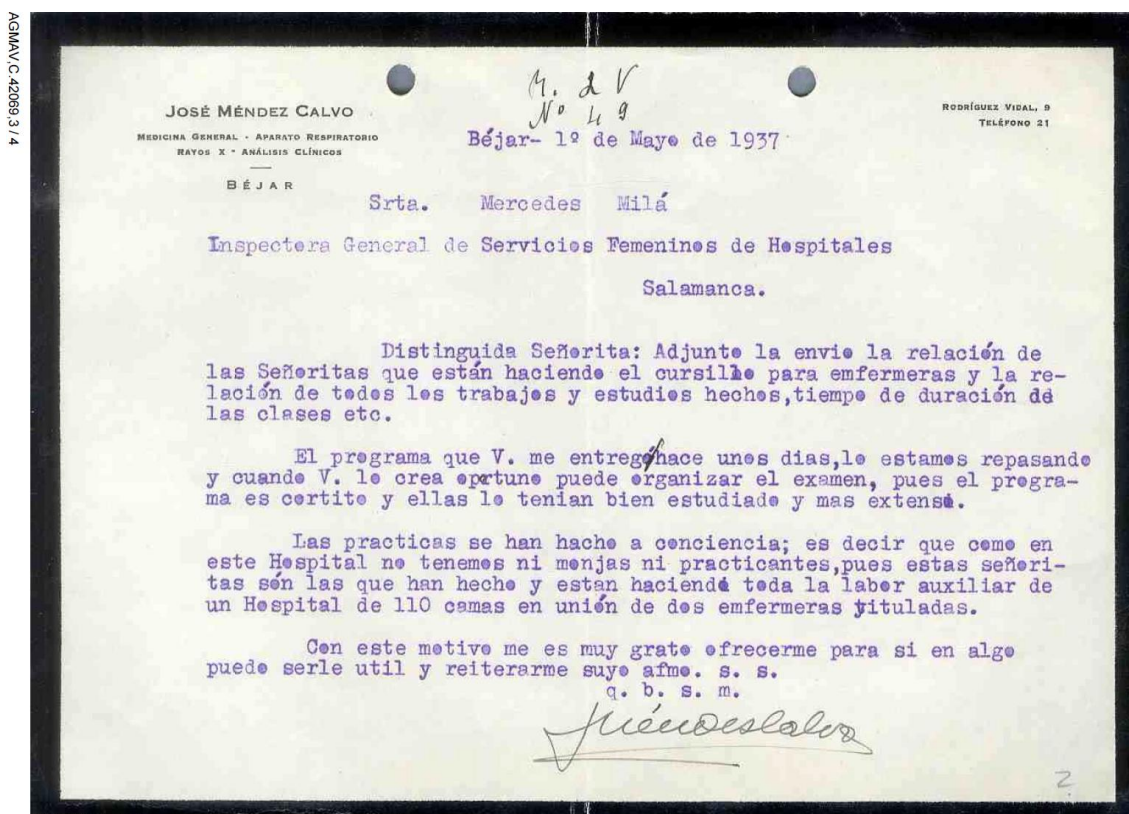 AGMAV,C.42069,3 / 4
M. d V
Nº 49
JOSÉ MÉNDEZ CALVO
MEDICINA GENERAL - APARATO RESPIRATORIO
RAYOS X - ANÁLISIS CLÍNICOS
BÉJAR
RODRÍGUEZ VIDAL, 9
TELÉFONO 21
Béjar- 1º de Mayo de 1937
Srta. Mercedes Milá
Inspectora General de Servicios Femeninos de Hospitales
Salamanca.
Distinguida Señorita: Adjunto la envio la relación de
las Señoritas que están haciendo el cursillo para emfermeras y la re-
lación de todos los trabajos y estudios hechos,tiempo de duración de
las clases etc.
El programa que V. me entregó hace unos dias,lo estamos repasando
y cuando V. lo crea oportuno puede organizar el examen, pues el progra-
ma es cortito y ellas lo tenian bien estudiado y mas extenso.
Las practicas se han hacho a conciencia; es decir que como en
este Hospital no tenemos ni monjas ni practicantes,pues estas señori-
tas són las que han hecho y estan haciendo toda la labor auxiliar de
un Hospital de 110 camas en unión de dos emfermeras tituladas.
Con este motivo me es muy grato ofrecerme para si en algo
puedo serle util y reiterarme suyo afmo. s. s.
q. b. s. m.
JMéndesCalvo
2